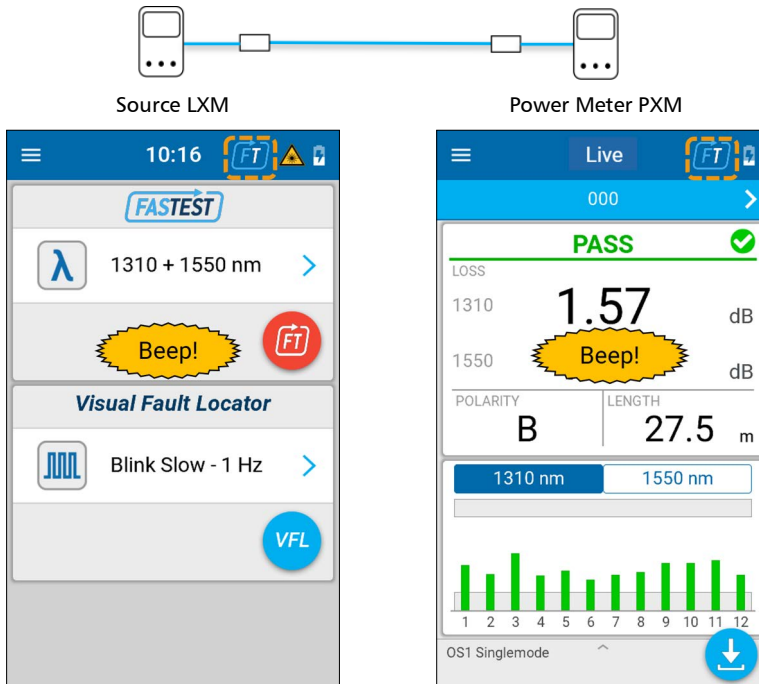 Source LXM
Power Meter PXM
10:16 FT
FASTEST
λ 1310 + 1550 nm
Beep!
FT
Visual Fault Locator
Blink Slow - 1 Hz
VFL
Live FT
000
PASS
LOSS
1310 1.57 dB
Beep!
1550 dB
POLARITY LENGTH
B 27.5 m
1310 nm 1550 nm
1 2 3 4 5 6 7 8 9 10 11 12
OS1 Singlemode